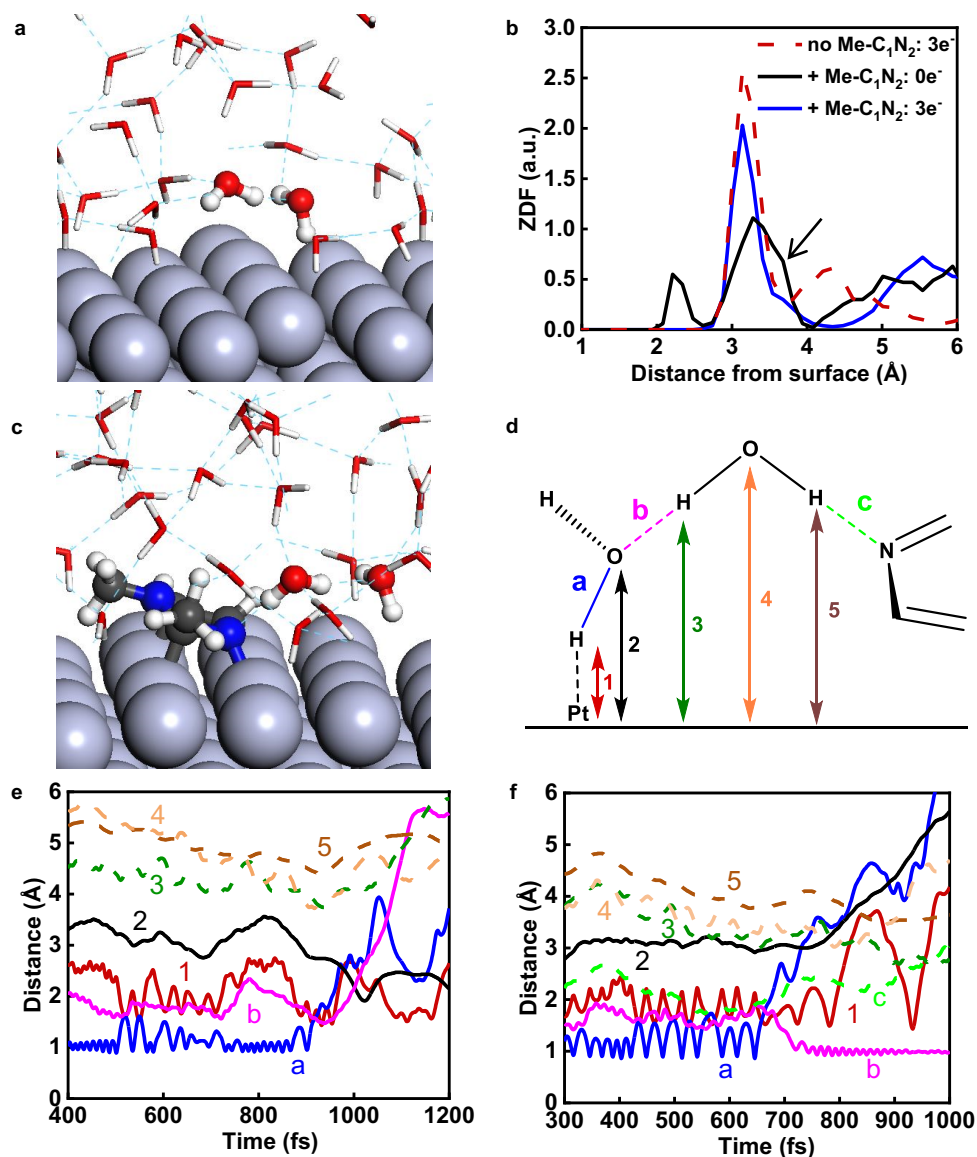 a
b
3.0
2.5
2.0
1.5
1.0
0.5
0.0
no Me-C₁N₂: 3e⁻
+ Me-C₁N₂: 0e⁻
+ Me-C₁N₂: 3e⁻
ZDF (a.u.)
1 2 3 4 5 6
Distance from surface (Å)
c
d
O
H b H H c
O N
a
H 2 3 4 5
1
Pt
e
6
5
4
3
2
1
0
4
5
3
2
1
b
a
Distance (Å)
400 600 800 1000 1200
Time (fs)
f
6
5
4
3
2
1
0
5
4
3
2
c
1
a
b
Distance (Å)
300 400 500 600 700 800 900 1000
Time (fs)